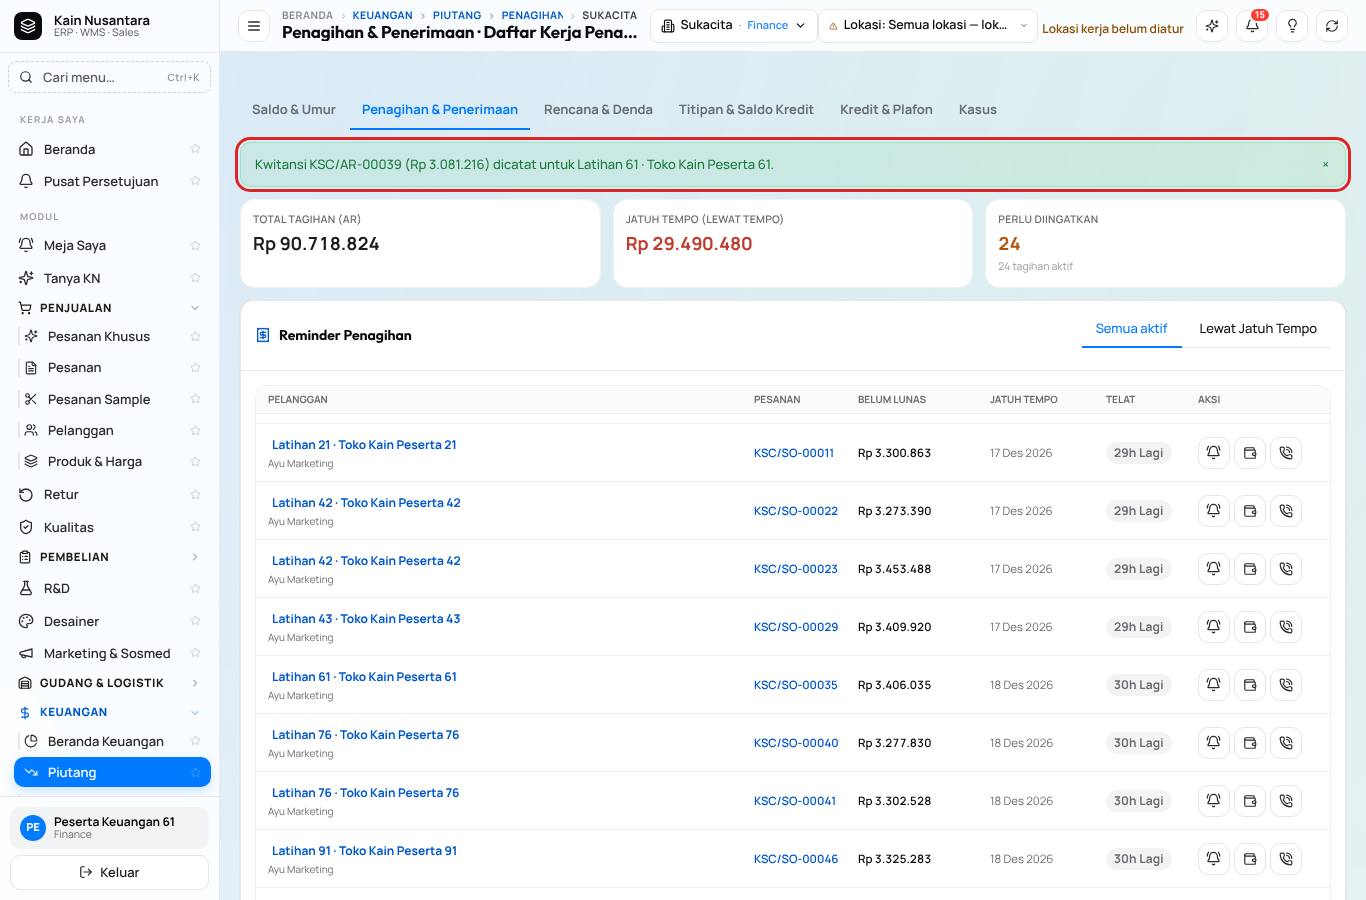 Kain Nusantara
ERP · WMS · Sales
Cari menu...
Ctrl+K
KERJA SAYA
Beranda
Pusat Persetujuan
MODUL
Meja Saya
Tanya KN
PENJUALAN
Pesanan Khusus
Pesanan
Pesanan Sample
Pelanggan
Produk & Harga
Retur
Kualitas
PEMBELIAN
R&D
Desainer
Marketing & Sosmed
GUDANG & LOGISTIK
KEUANGAN
Beranda Keuangan
Piutang
PE
Peserta Keuangan 61
Finance
Keluar
BERANDA > KEUANGAN > PIUTANG > PENAGIHAN > SUKACITA
Penagihan & Penerimaan · Daftar Kerja Pena...
Sukacita · Finance
Lokasi: Semua lokasi — lok...
Lokasi kerja belum diatur
15
Saldo & Umur
Penagihan & Penerimaan
Rencana & Denda
Titipan & Saldo Kredit
Kredit & Plafon
Kasus
Kwitansi KSC/AR-00039 (Rp 3.081.216) dicatat untuk Latihan 61 · Toko Kain Peserta 61.
×
TOTAL TAGIHAN (AR)
Rp 90.718.824
JATUH TEMPO (LEWAT TEMPO)
Rp 29.490.480
PERLU DIINGATKAN
24
24 tagihan aktif
Reminder Penagihan
Semua aktif
Lewat Jatuh Tempo
PELANGGAN PESANAN BELUM LUNAS JATUH TEMPO TELAT AKSI
Latihan 21 · Toko Kain Peserta 21
Ayu Marketing
KSC/SO-00011 Rp 3.300.863 17 Des 2026 29h Lagi
Latihan 42 · Toko Kain Peserta 42
Ayu Marketing
KSC/SO-00022 Rp 3.273.390 17 Des 2026 29h Lagi
Latihan 42 · Toko Kain Peserta 42
Ayu Marketing
KSC/SO-00023 Rp 3.453.488 17 Des 2026 29h Lagi
Latihan 43 · Toko Kain Peserta 43
Ayu Marketing
KSC/SO-00029 Rp 3.409.920 17 Des 2026 29h Lagi
Latihan 61 · Toko Kain Peserta 61
Ayu Marketing
KSC/SO-00035 Rp 3.406.035 18 Des 2026 30h Lagi
Latihan 76 · Toko Kain Peserta 76
Ayu Marketing
KSC/SO-00040 Rp 3.277.830 18 Des 2026 30h Lagi
Latihan 76 · Toko Kain Peserta 76
Ayu Marketing
KSC/SO-00041 Rp 3.302.528 18 Des 2026 30h Lagi
Latihan 91 · Toko Kain Peserta 91
Ayu Marketing
KSC/SO-00046 Rp 3.325.283 18 Des 2026 30h Lagi